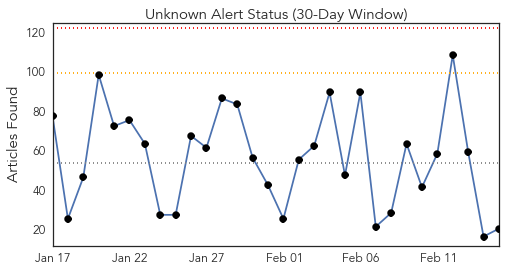 Unknown Alert Status (30-Day Window)
120
100
80
60
40
20
Articles Found
Jan 17 Jan 22 Jan 27 Feb 01 Feb 06 Feb 11